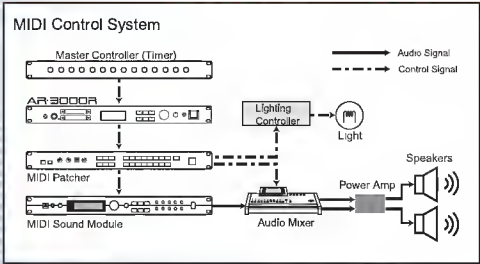 MIDI Control System
Master Controller (Timer)
Audio Signal
Control Signal
AR-3000R
Lighting
Controller
Light
MIDI Patcher
Speakers
Power Amp
MIDI Sound Module
Audio Mixer